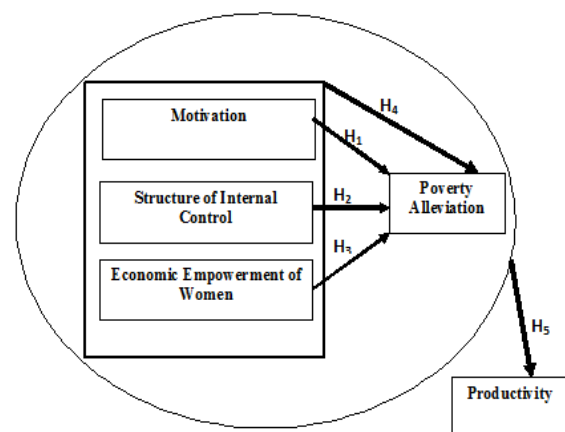 H4
Motivation
H1
Poverty
Alleviation
Structure of Internal
Control
H2
H3
Economic Empowerment of
Women
H5
Productivity